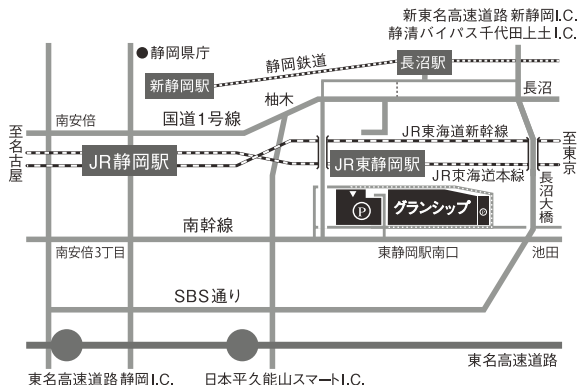 新東名高速道路 新静岡I.C.
静清バイパス千代田上土I.C.
●静岡県庁
静岡鉄道
長沼駅
新静岡駅
柚木
長沼
南安倍
国道1号線
JR東海道新幹線
至名古屋
JR静岡駅
JR東静岡駅
至東京
JR東海道本線
長沼大橋
P
グランシップ
南幹線
南安倍3丁目
東静岡駅南口
池田
SBS通り
東名高速道路
東名高速道路 静岡I.C.
日本平久能山スマートI.C.